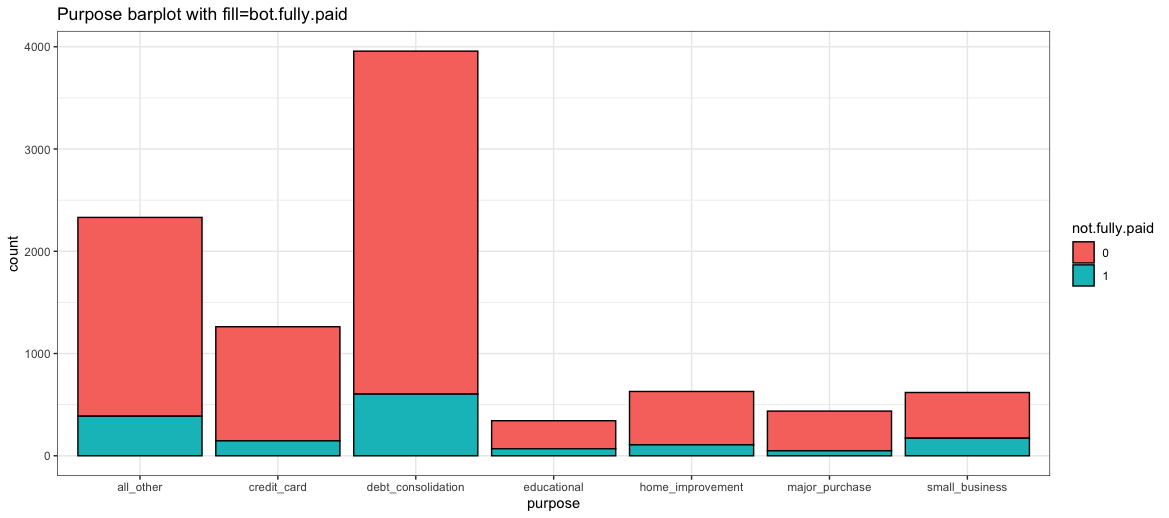 Purpose barplot with fill=bot.fully.paid
4000
3000
2000
1000
0
count
all_other
credit_card
debt_consolidation
educational
home_improvement
major_purchase
small_business
purpose
not.fully.paid
0
1